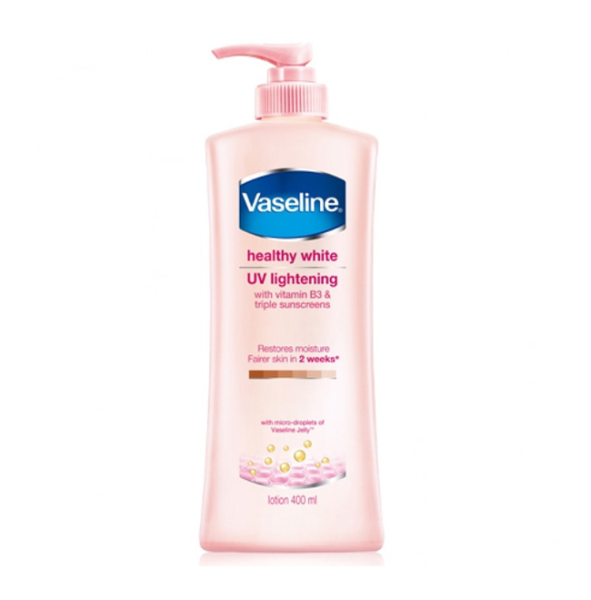 Vaseline®
healthy white
UV lightening
with vitamin B3 &
triple sunscreens
Restores moisture
Fairer skin in 2 weeks*
with micro-droplets of
Vaseline Jelly™
lotion 400 ml